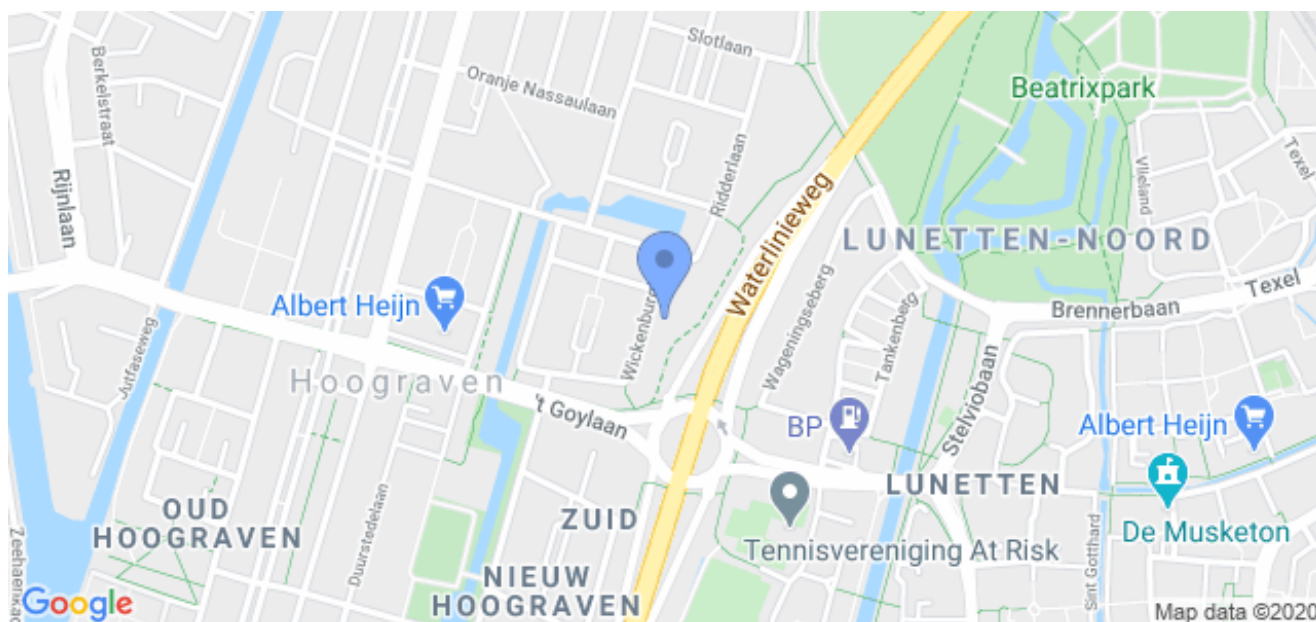 Slotlaan
Berkelstraat
Oranje Nassaulaan
Beatrixpark
Texel
Vlieland
Rijnlaan
Ridderlaan
Waterlinieweg
LUNETTEN-NOORD
Albert Heijn
Wickenburg
Wageningseberg
Tankenberg
Brennerbaan
Texel
Jutfaseweg
Hoograven
't Goylaan
BP
Stelviobaan
Albert Heijn
OUD
HOOGRAVEN
Duurstedelaan
ZUID
LUNETTEN
Tennisvereniging At Risk
De Musketon
Sint Gotthard
NIEUW
HOOGRAVEN
Zeehaenkad
Google
Map data ©2020